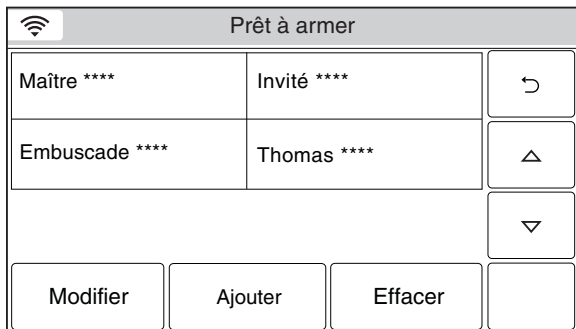 Prêt à armer
Maître ****
Invité ****
Embuscade ****
Thomas ****
Modifier
Ajouter
Effacer